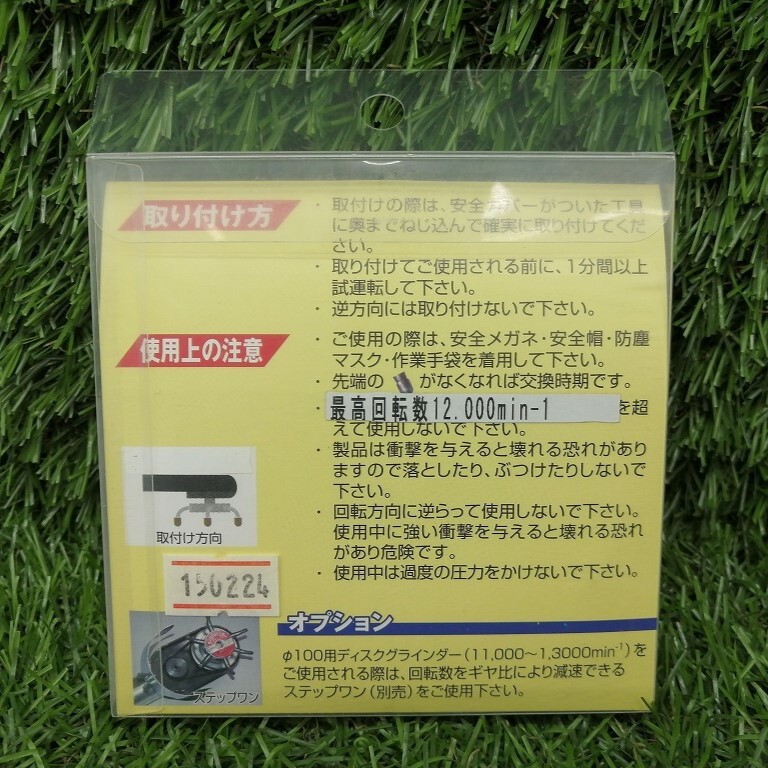 取り付け方
・取付けの際は、安全カバーがついた工具
に奥までねじ込んで確実に取り付けてくだ
さい。
・取り付けてご使用される前に、1分間以上
試運転して下さい。
・逆方向には取り付けないで下さい。
使用上の注意
・ご使用の際は、安全メガネ・安全帽・防塵
マスク・作業手袋を着用して下さい。
・先端の がなくなれば交換時期です。
・最高回転数12.000min-1 を超
えて使用しないで下さい。
・製品は衝撃を与えると壊れる恐れがあり
ますので落としたり、ぶつけたりしないで
下さい。
・回転方向に逆らって使用しないで下さい。
使用中に強い衝撃を与えると壊れる恐れ
があり危険です。
・使用中は過度の圧力をかけないで下さい。
取付け方向
150224
オプション
φ100用ディスクグラインダー(11,000〜1,3000min⁻¹)を
ご使用される際は、回転数をギヤ比により減速できる
ステップワン(別売)をご使用下さい。
ステップワン